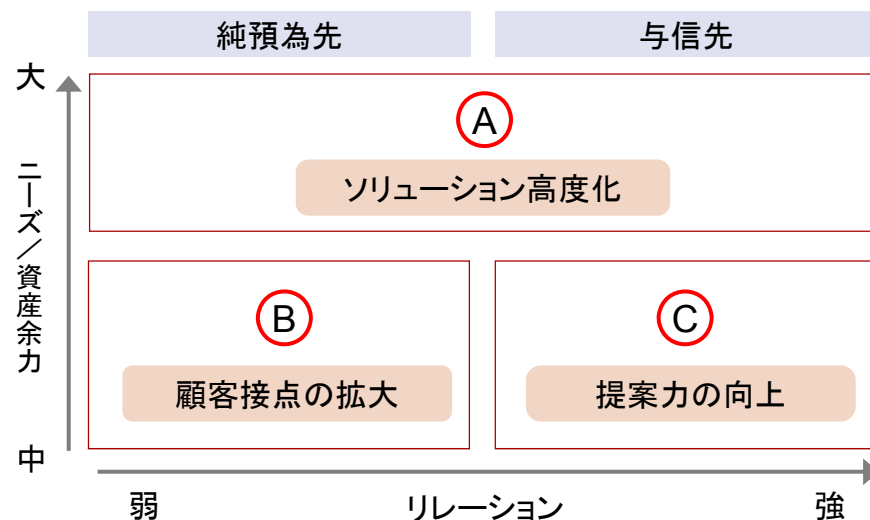 純預為先
与信先
大
A
ソリューション高度化
ニーズ／資産余力
B
C
顧客接点の拡大
提案力の向上
中
弱
リレーション
強